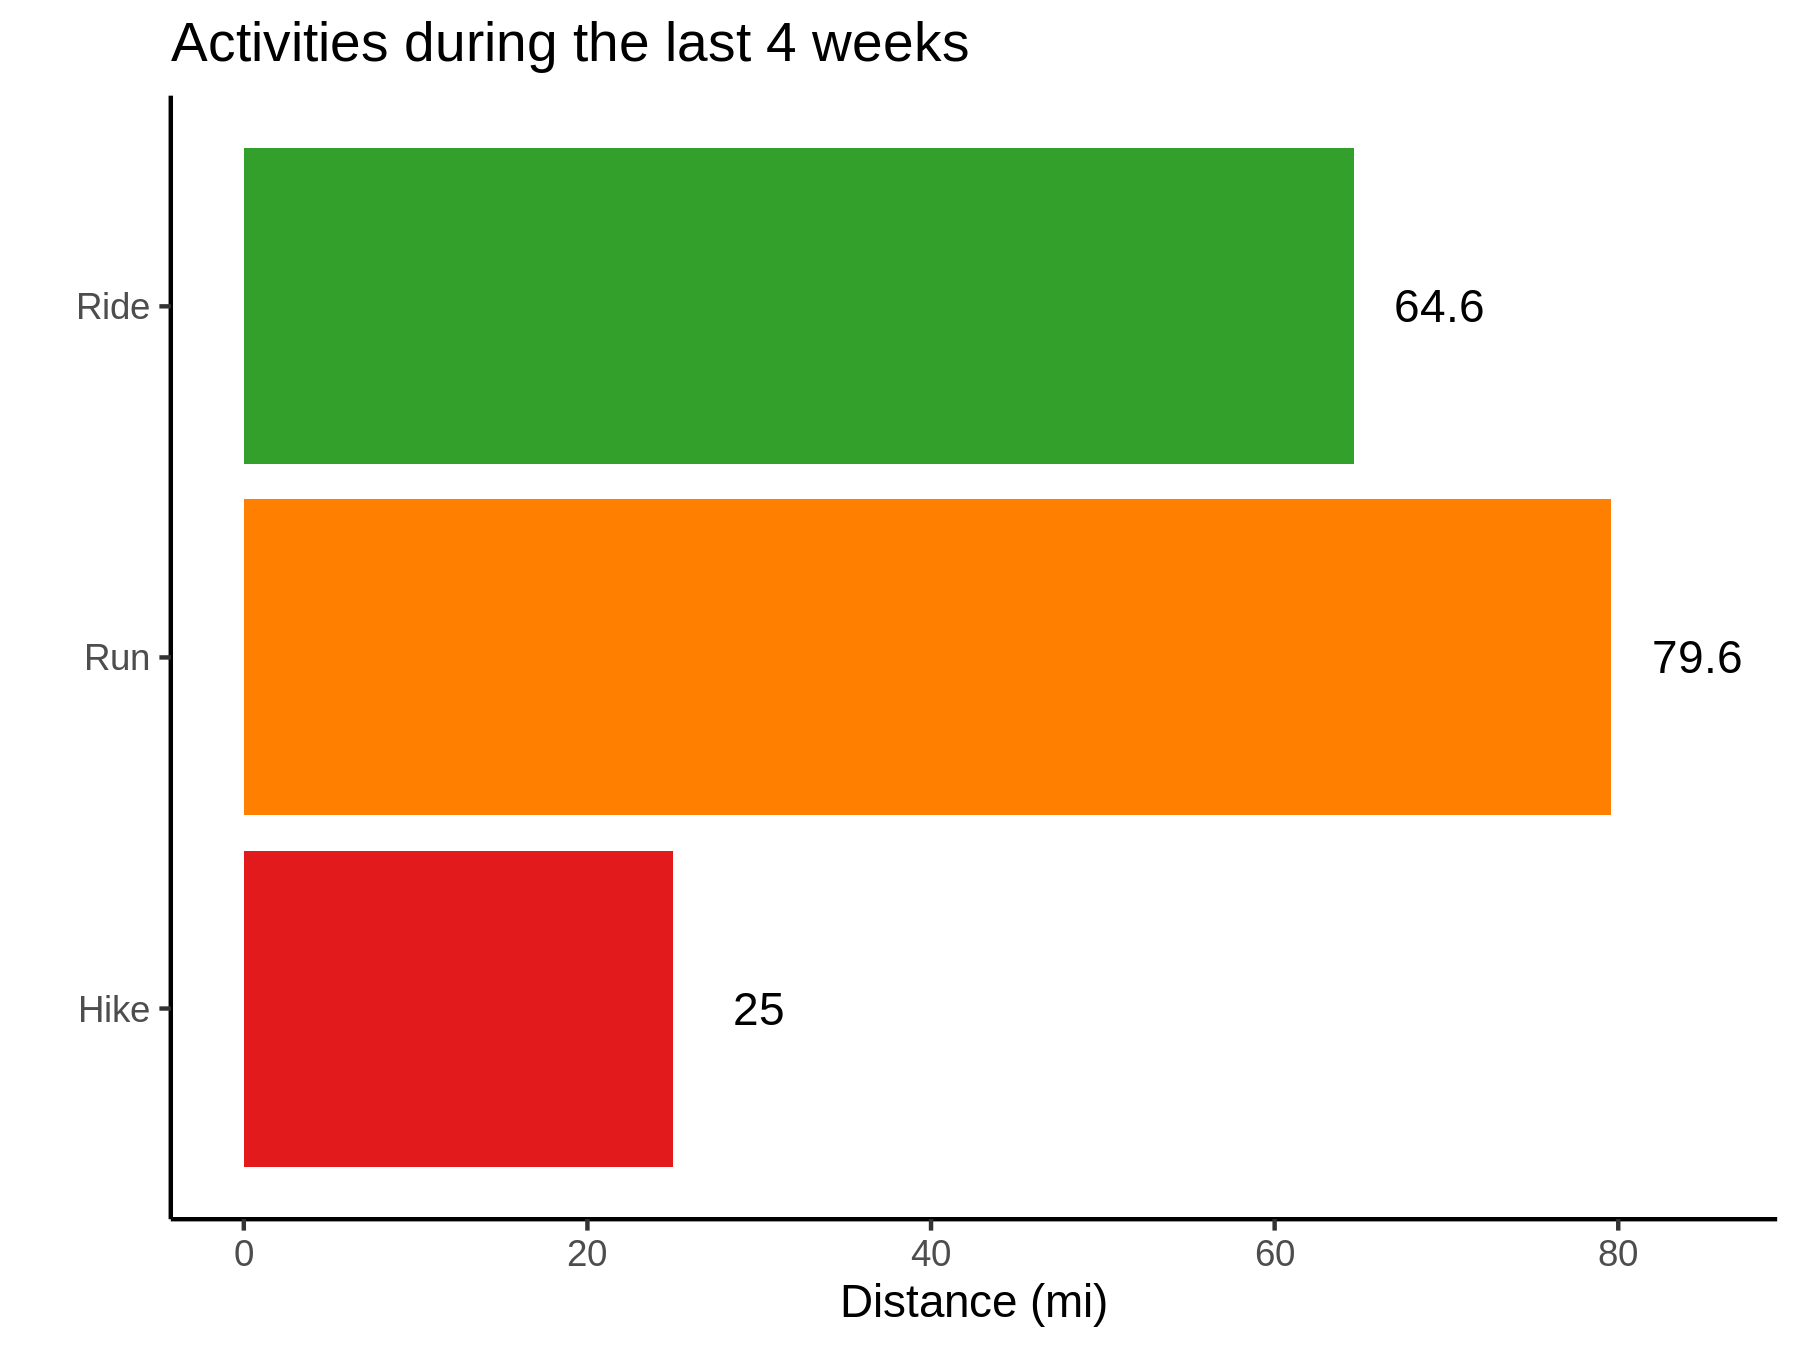 Activities during the last 4 weeks
Ride
64.6
Run
79.6
Hike
25
0 20 40 60 80
Distance (mi)